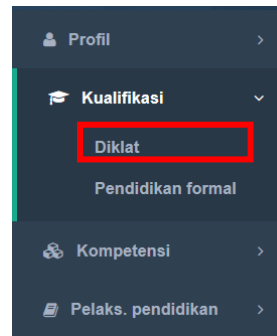 Profil
Kualifikasi
Diklat
Pendidikan formal
Kompetensi
Pelaks. pendidikan